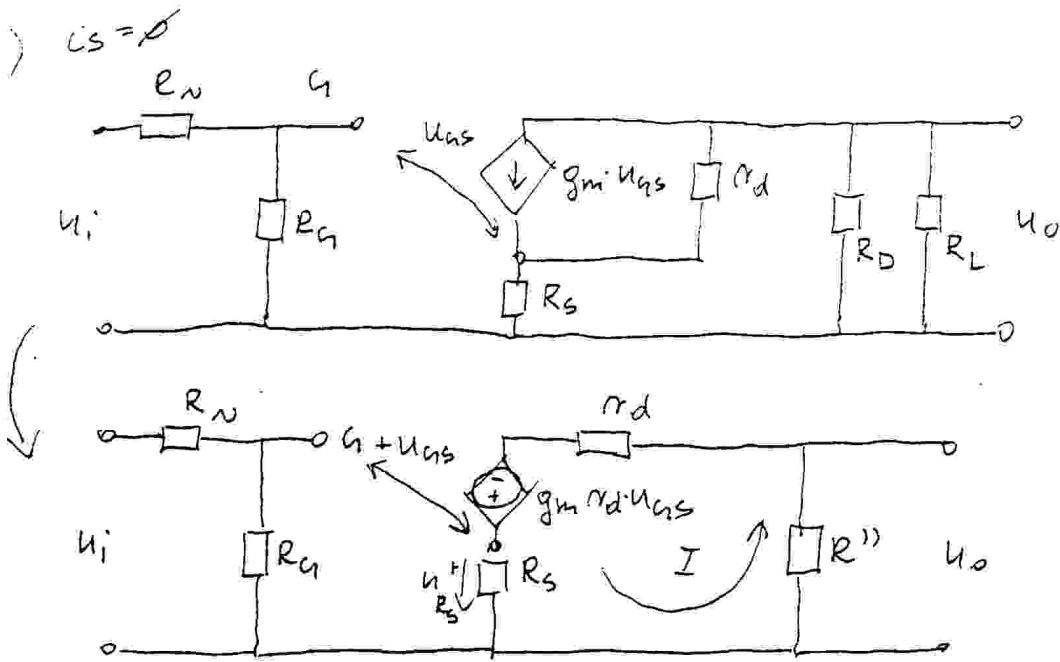 ) is = ∅
R_N G
u_GS
g_m·u_GS
r_d
u_i R_G R_S R_D R_L u_o
R_N r_d
G +u_GS
- +
g_m r_d·u_GS
u_i R_G u_RS + R_S I R'' u_o